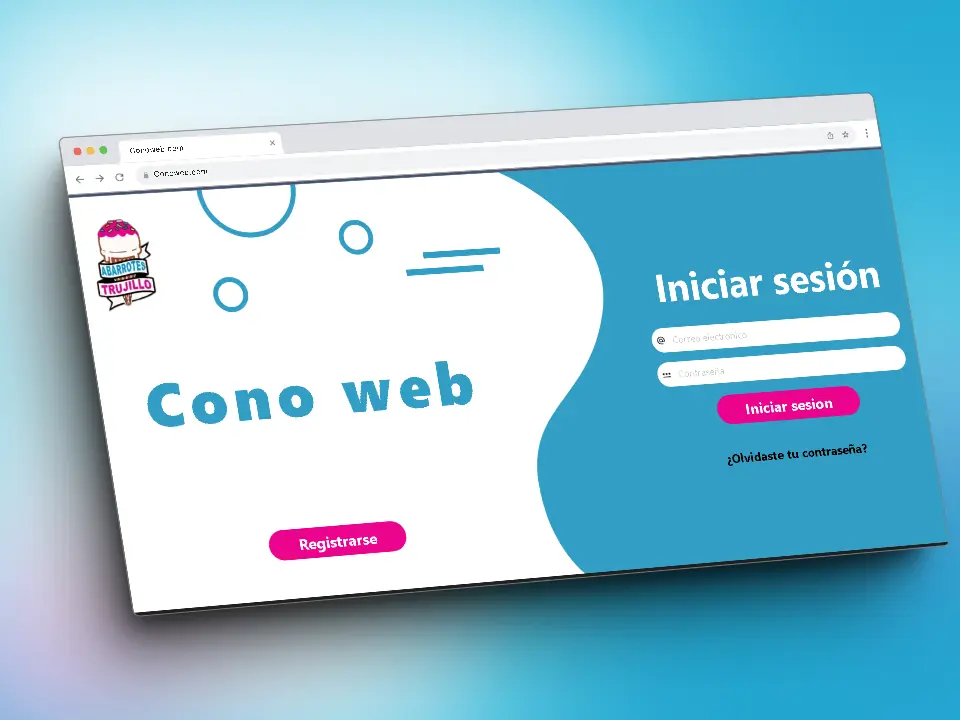 Conoweb.com
Conoweb.com
ABARROTES
TRUJILLO
Cono web
Registrarse
Iniciar sesión
@ Correo electronico
Contraseña
Iniciar sesion
¿Olvidaste tu contraseña?